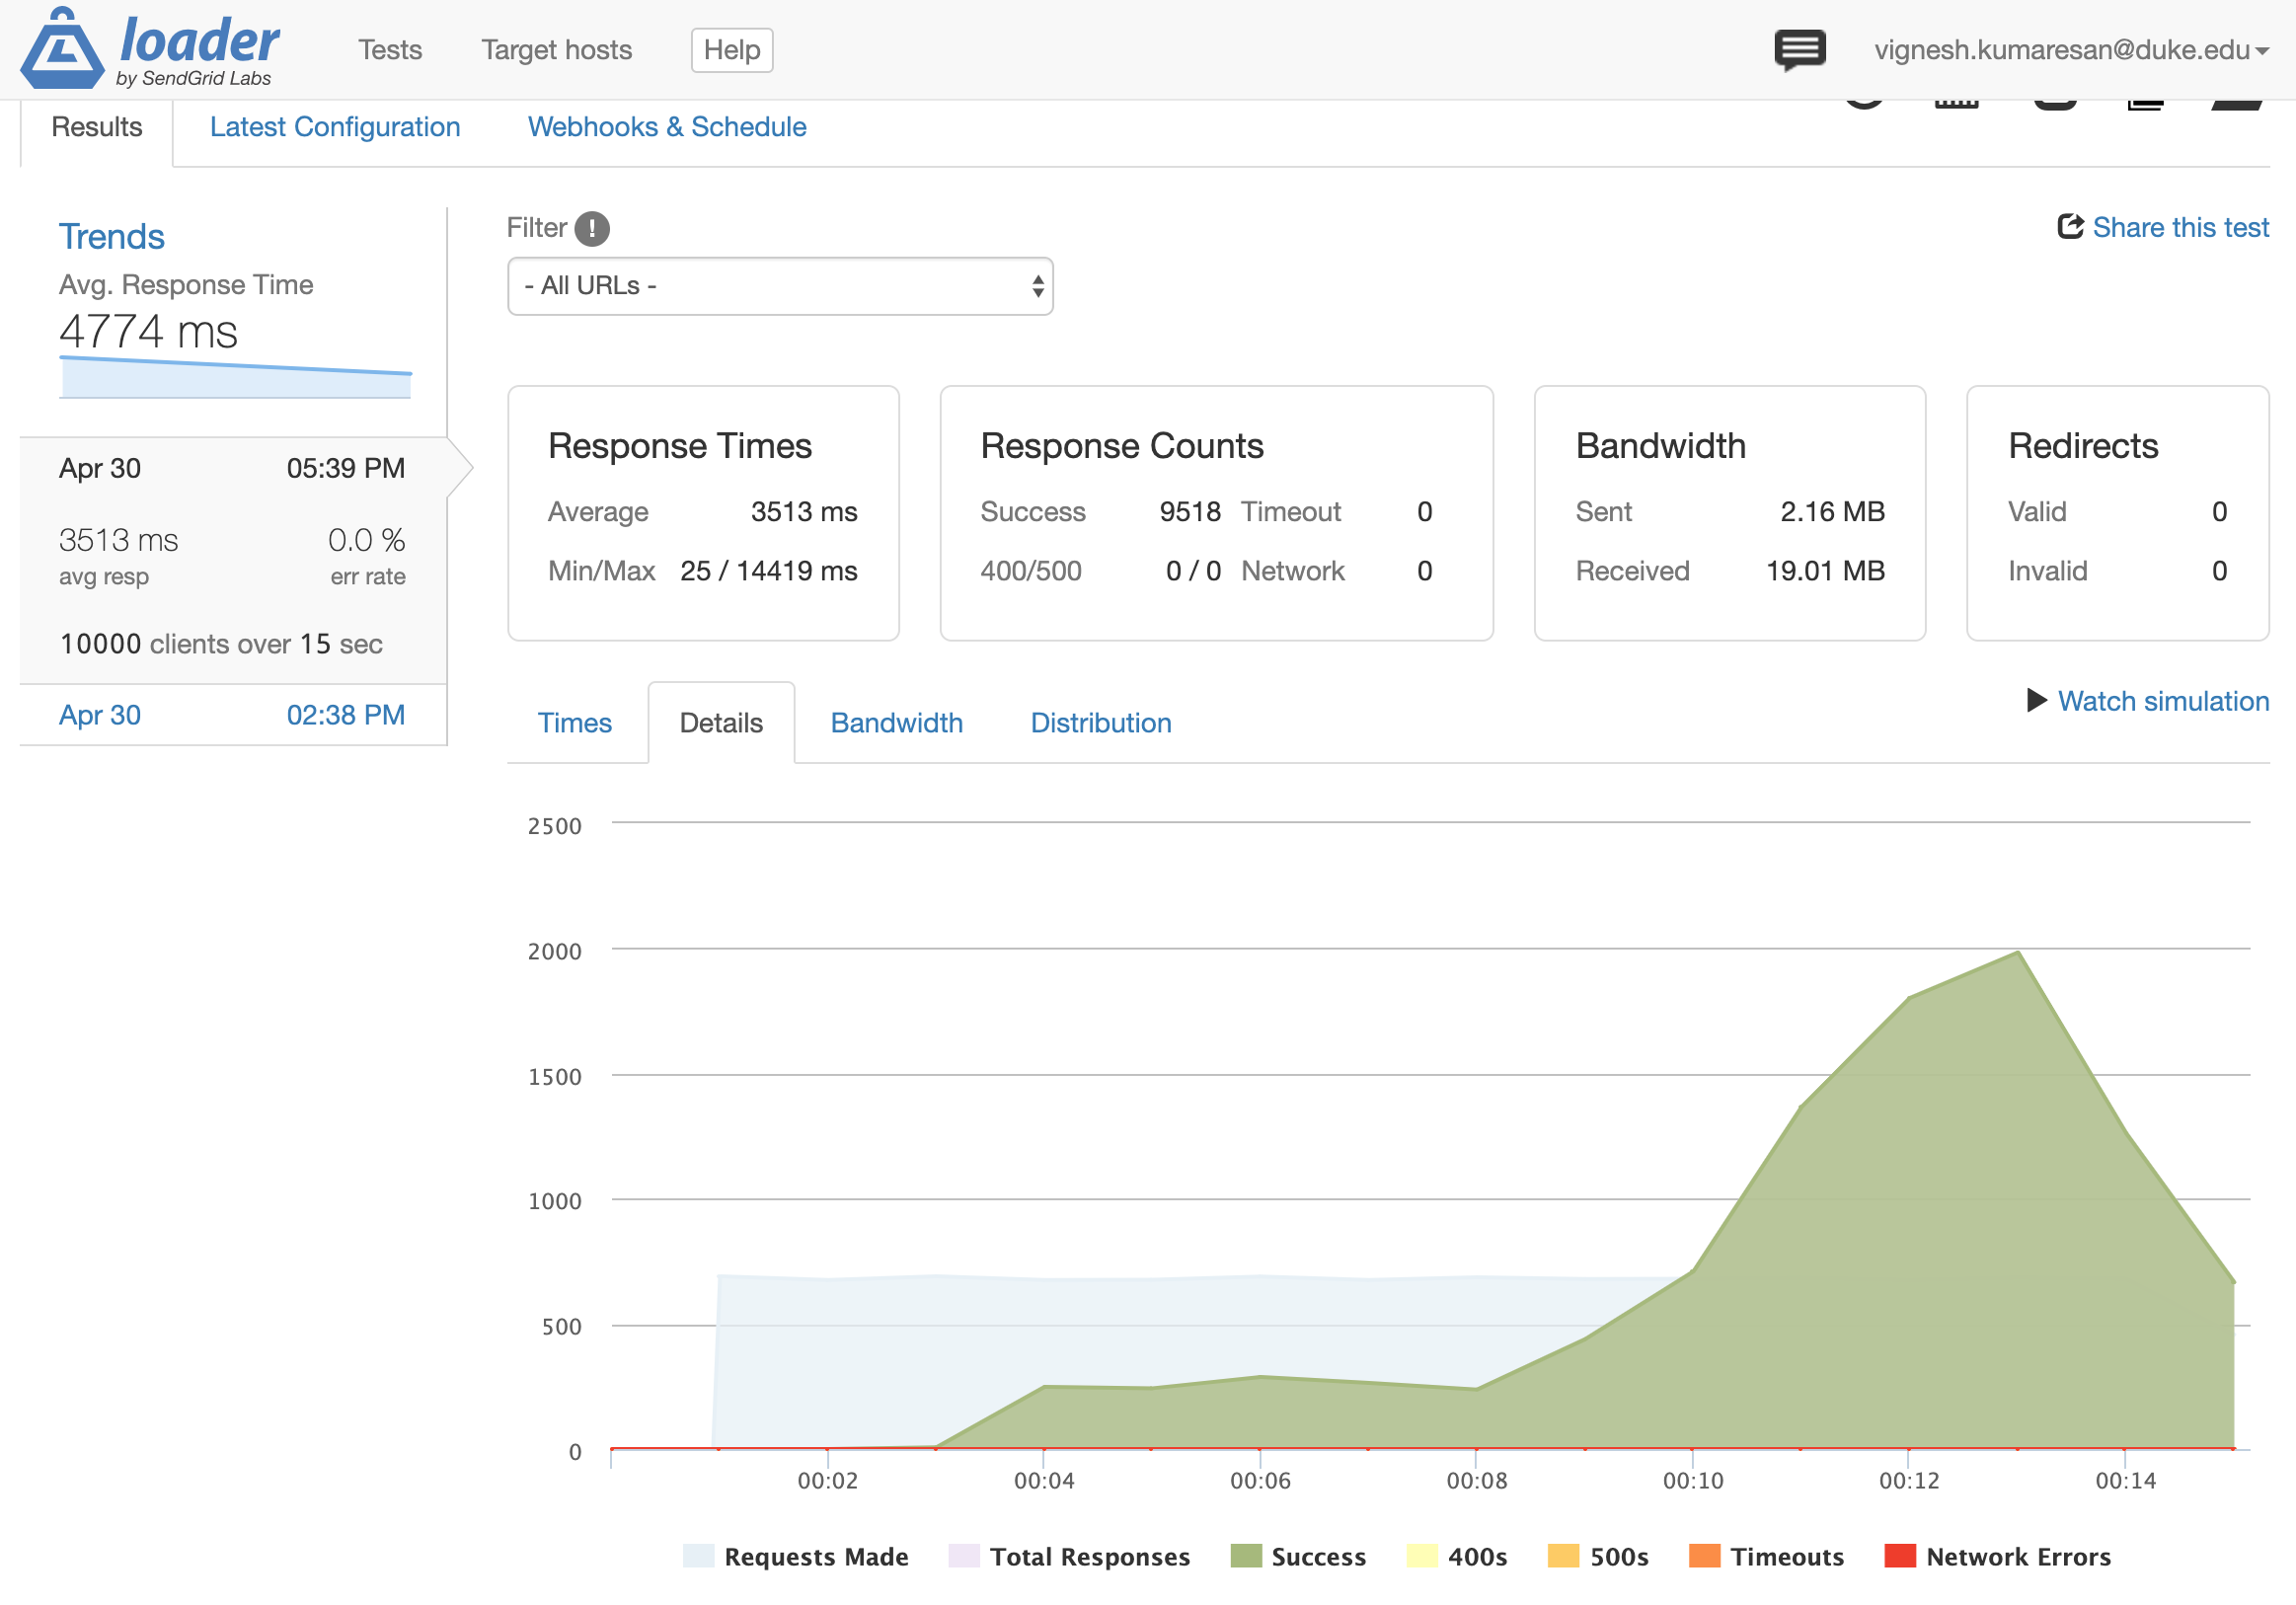 loader
by SendGrid Labs
Tests Target hosts Help
vignesh.kumaresan@duke.edu
Results Latest Configuration Webhooks & Schedule
Trends
Avg. Response Time
4774 ms
Apr 30 05:39 PM
3513 ms 0.0 %
avg resp err rate
10000 clients over 15 sec
Apr 30 02:38 PM
Filter !
- All URLs -
Share this test
Response Times
Average 3513 ms
Min/Max 25 / 14419 ms
Response Counts
Success 9518 Timeout 0
400/500 0 / 0 Network 0
Bandwidth
Sent 2.16 MB
Received 19.01 MB
Redirects
Valid 0
Invalid 0
Times Details Bandwidth Distribution
Watch simulation
2500
2000
1500
1000
500
0
00:02 00:04 00:06 00:08 00:10 00:12 00:14
Requests Made Total Responses Success 400s 500s Timeouts Network Errors